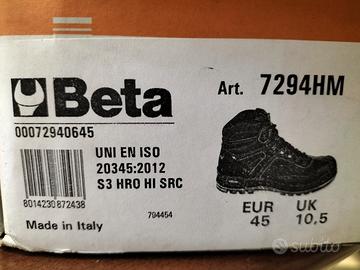 Beta
Art. 7294HM
00072940645
UNI EN ISO
20345:2012
S3 HRO HI SRC
8014230872438
704454
Made in Italy
EUR UK
45 10.5
subito